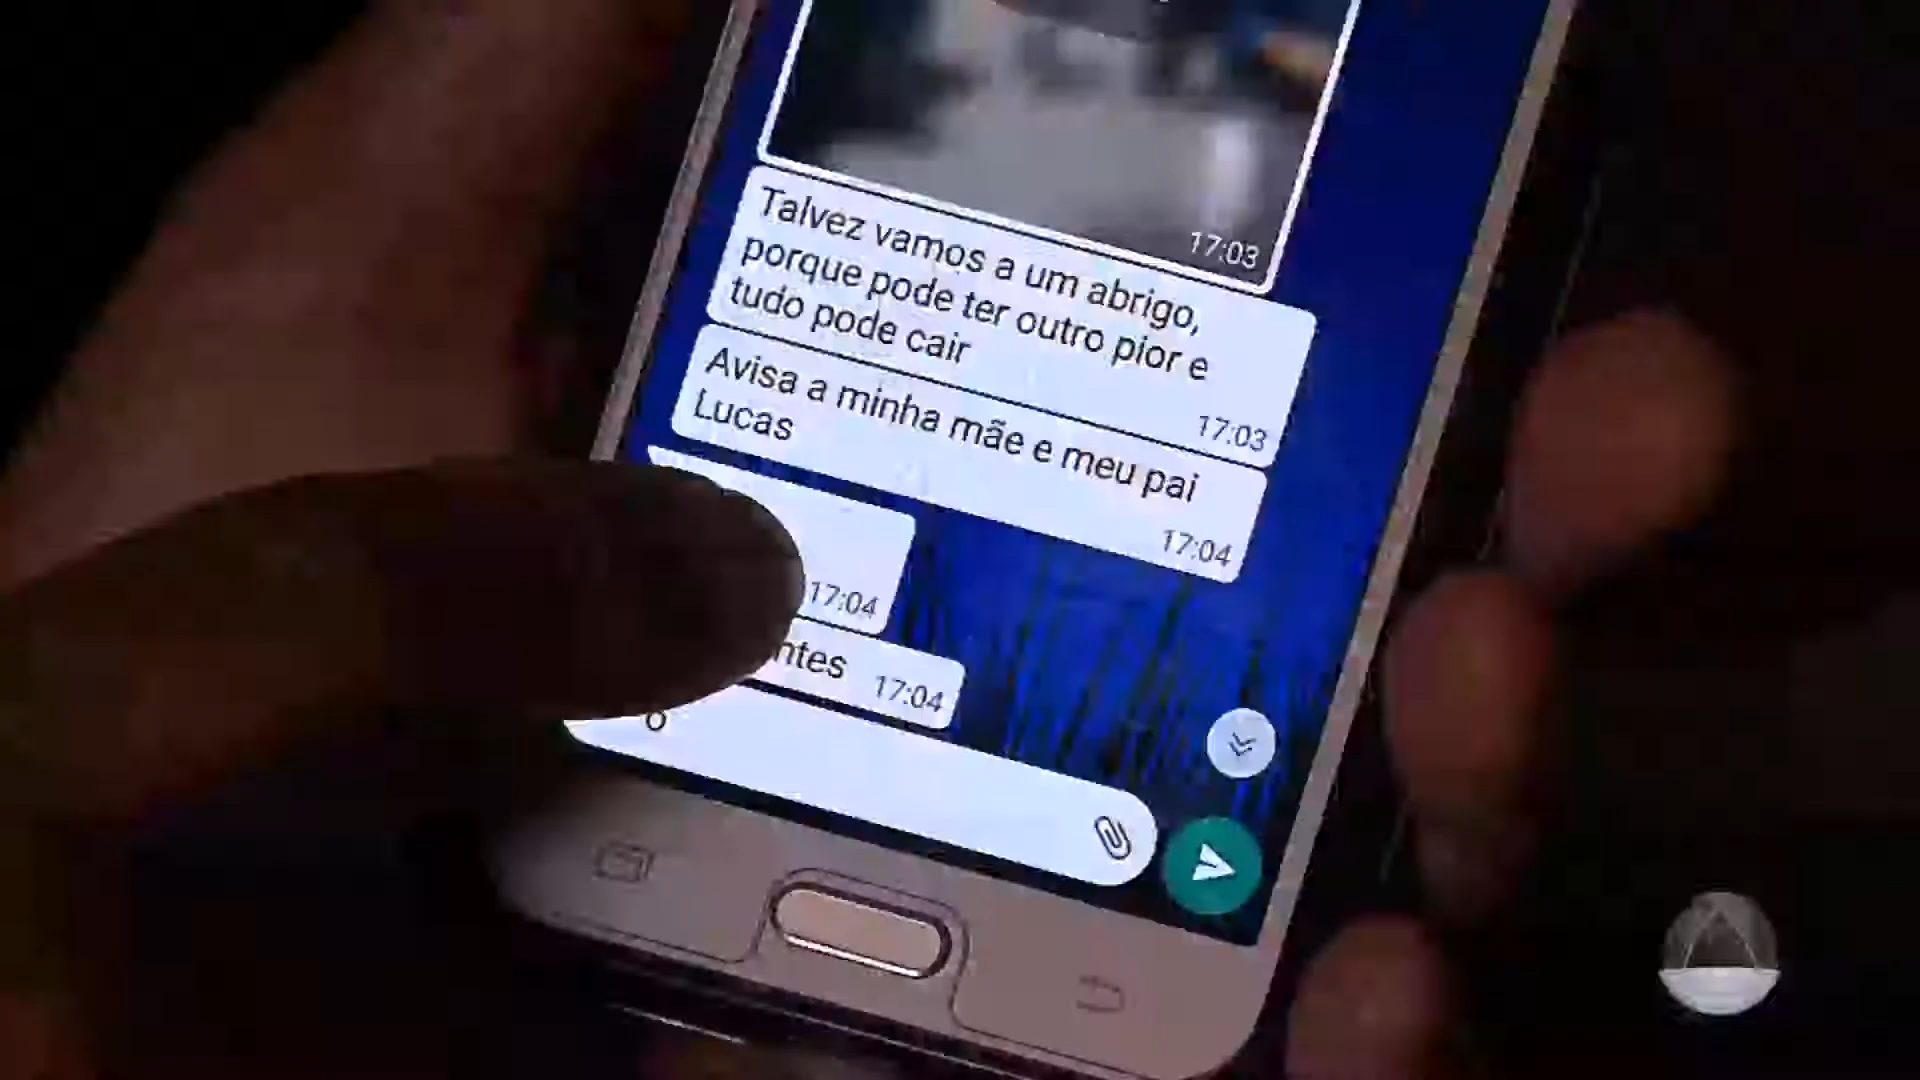 17:03
Talvez vamos a um abrigo,
porque pode ter outro pior e
tudo pode cair
17:03
Avisa a minha mãe e meu pai
Lucas
17:04
17:04
ntes 17:04